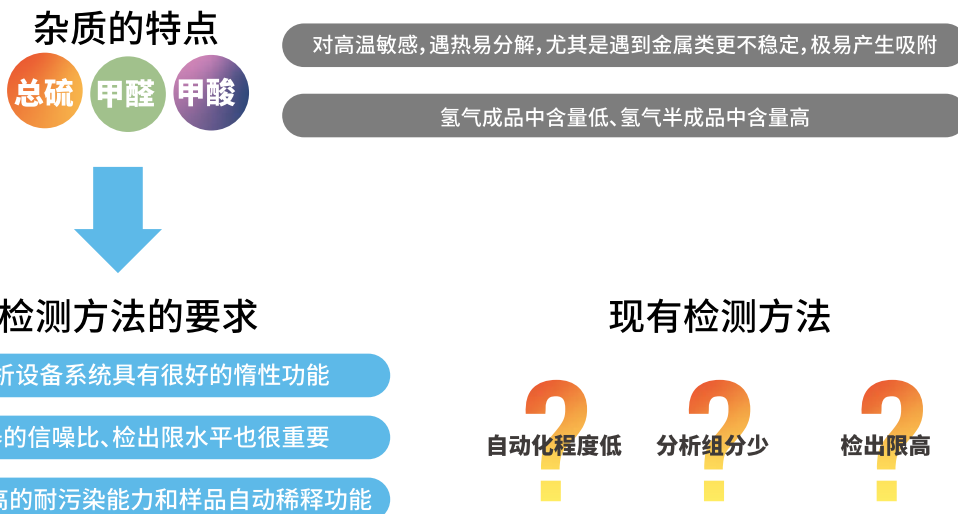 杂质的特点
总硫
甲醛
甲酸
对高温敏感,遇热易分解,尤其是遇到金属类更不稳定,极易产生吸附
氢气成品中含量低、氢气半成品中含量高
检测方法的要求
析设备系统具有很好的惰性功能
的信噪比、检出限水平也很重要
高的耐污染能力和样品自动稀释功能
现有检测方法
自动化程度低
分析组分少
检出限高
?
?
?